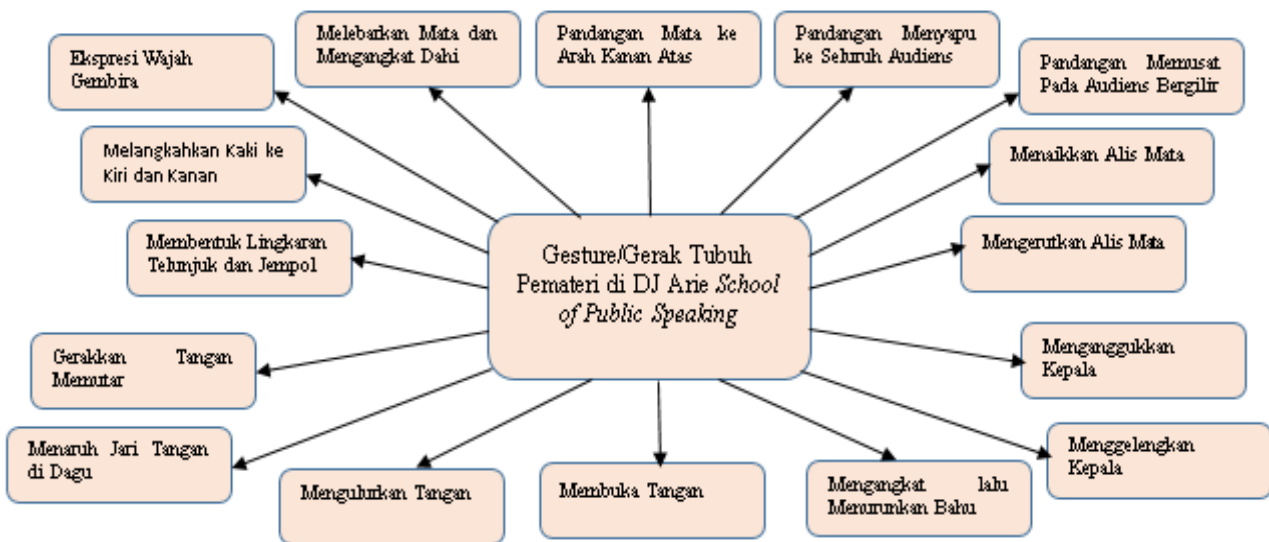 Ekspresi Wajah
Gembira
Melebarkan Mata dan
Mengangkat Dahi
Pandangan Mata ke
Arah Kanan Atas
Pandangan Menyapu
ke Seluruh Audiens
Pandangan Memusat
Pada Audiens Bergilir
Melangkahkan Kaki ke
Kiri dan Kanan
Menaikkan Alis Mata
Membentuk Lingkaran
Telunjuk dan Jempol
Gesture/Gerak Tubuh
Pemateri di DJ Arie School
of Public Speaking
Mengerutkan Alis Mata
Gerakkan Tangan
Memutar
Menganggukkan
Kepala
Menaruh Jari Tangan
di Dagu
Mengulurkan Tangan
Membuka Tangan
Mengangkat lalu
Menurunkan Bahu
Menggelengkan
Kepala